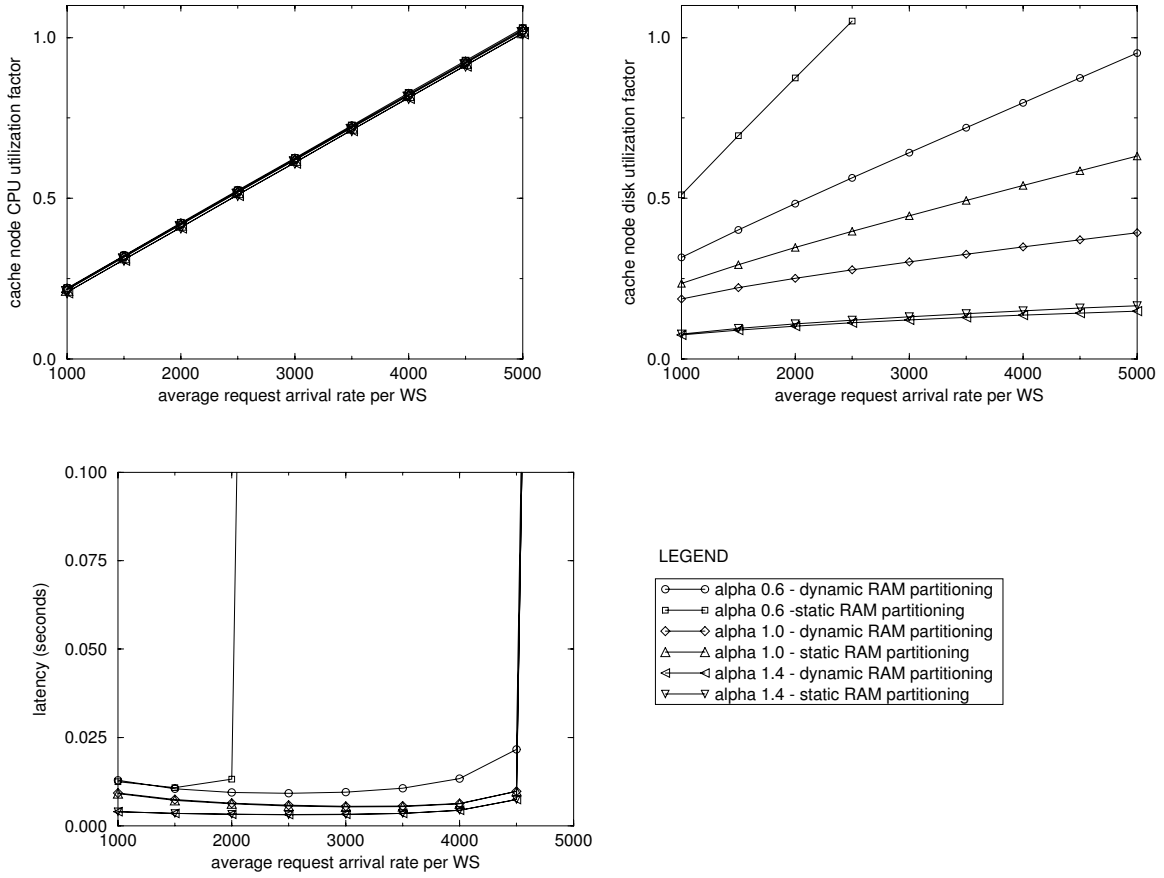 1.0
0.5
0.0
cache node CPU utilization factor
1000 2000 3000 4000 5000
average request arrival rate per WS
1.0
0.5
0.0
cache node disk utilization factor
1000 2000 3000 4000 5000
average request arrival rate per WS
0.100
0.075
0.050
0.025
0.000
latency (seconds)
1000 2000 3000 4000 5000
average request arrival rate per WS
LEGEND
alpha 0.6 - dynamic RAM partitioning
alpha 0.6 -static RAM partitioning
alpha 1.0 - dynamic RAM partitioning
alpha 1.0 - static RAM partitioning
alpha 1.4 - dynamic RAM partitioning
alpha 1.4 - static RAM partitioning